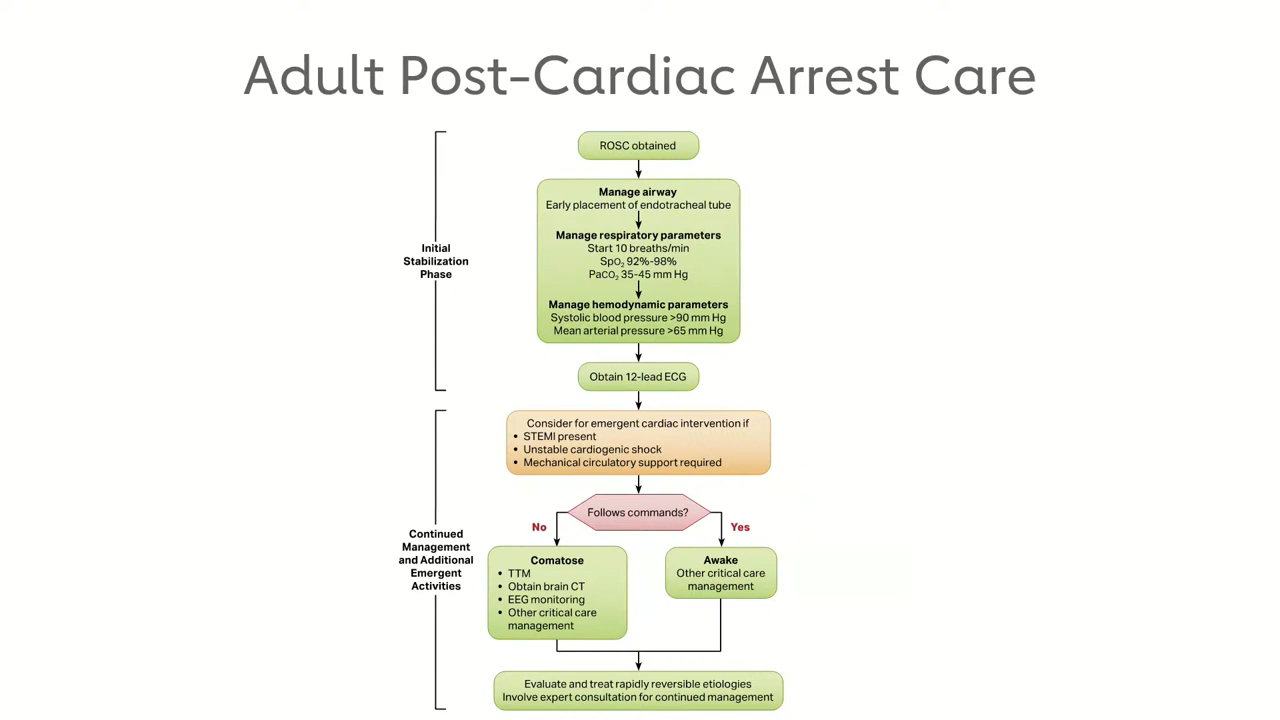 Adult Post-Cardiac Arrest Care
ROSC obtained
Manage airway
Early placement of endotracheal tube
Manage respiratory parameters
Start 10 breaths/min
SpO₂ 92%-98%
PaCO₂ 35-45 mm Hg
Manage hemodynamic parameters
Systolic blood pressure >90 mm Hg
Mean arterial pressure >65 mm Hg
Initial
Stabilization
Phase
Obtain 12-lead ECG
Consider for emergent cardiac intervention if
• STEMI present
• Unstable cardiogenic shock
• Mechanical circulatory support required
Follows commands?
No
Yes
Continued
Management
and Additional
Emergent
Activities
Comatose
• TTM
• Obtain brain CT
• EEG monitoring
• Other critical care
management
Awake
Other critical care
management
Evaluate and treat rapidly reversible etiologies
Involve expert consultation for continued management